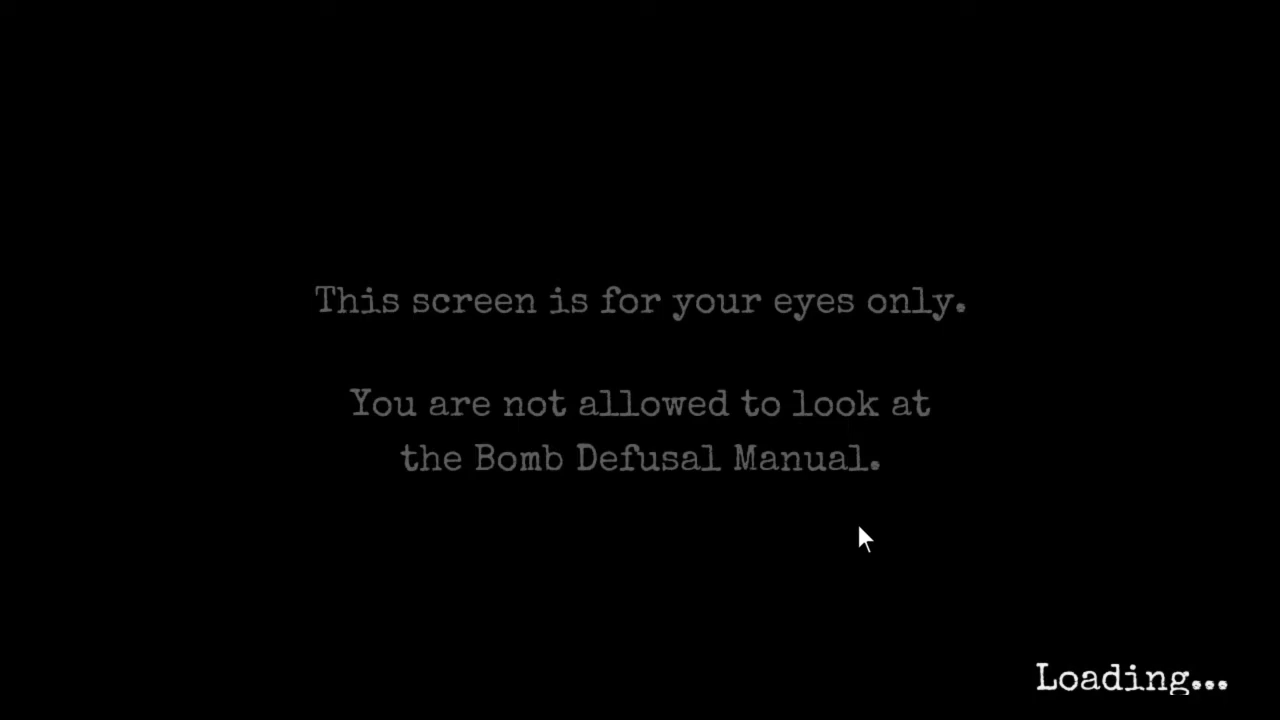 This screen is for your eyes only.
You are not allowed to look at
the Bomb Defusal Manual.
Loading...